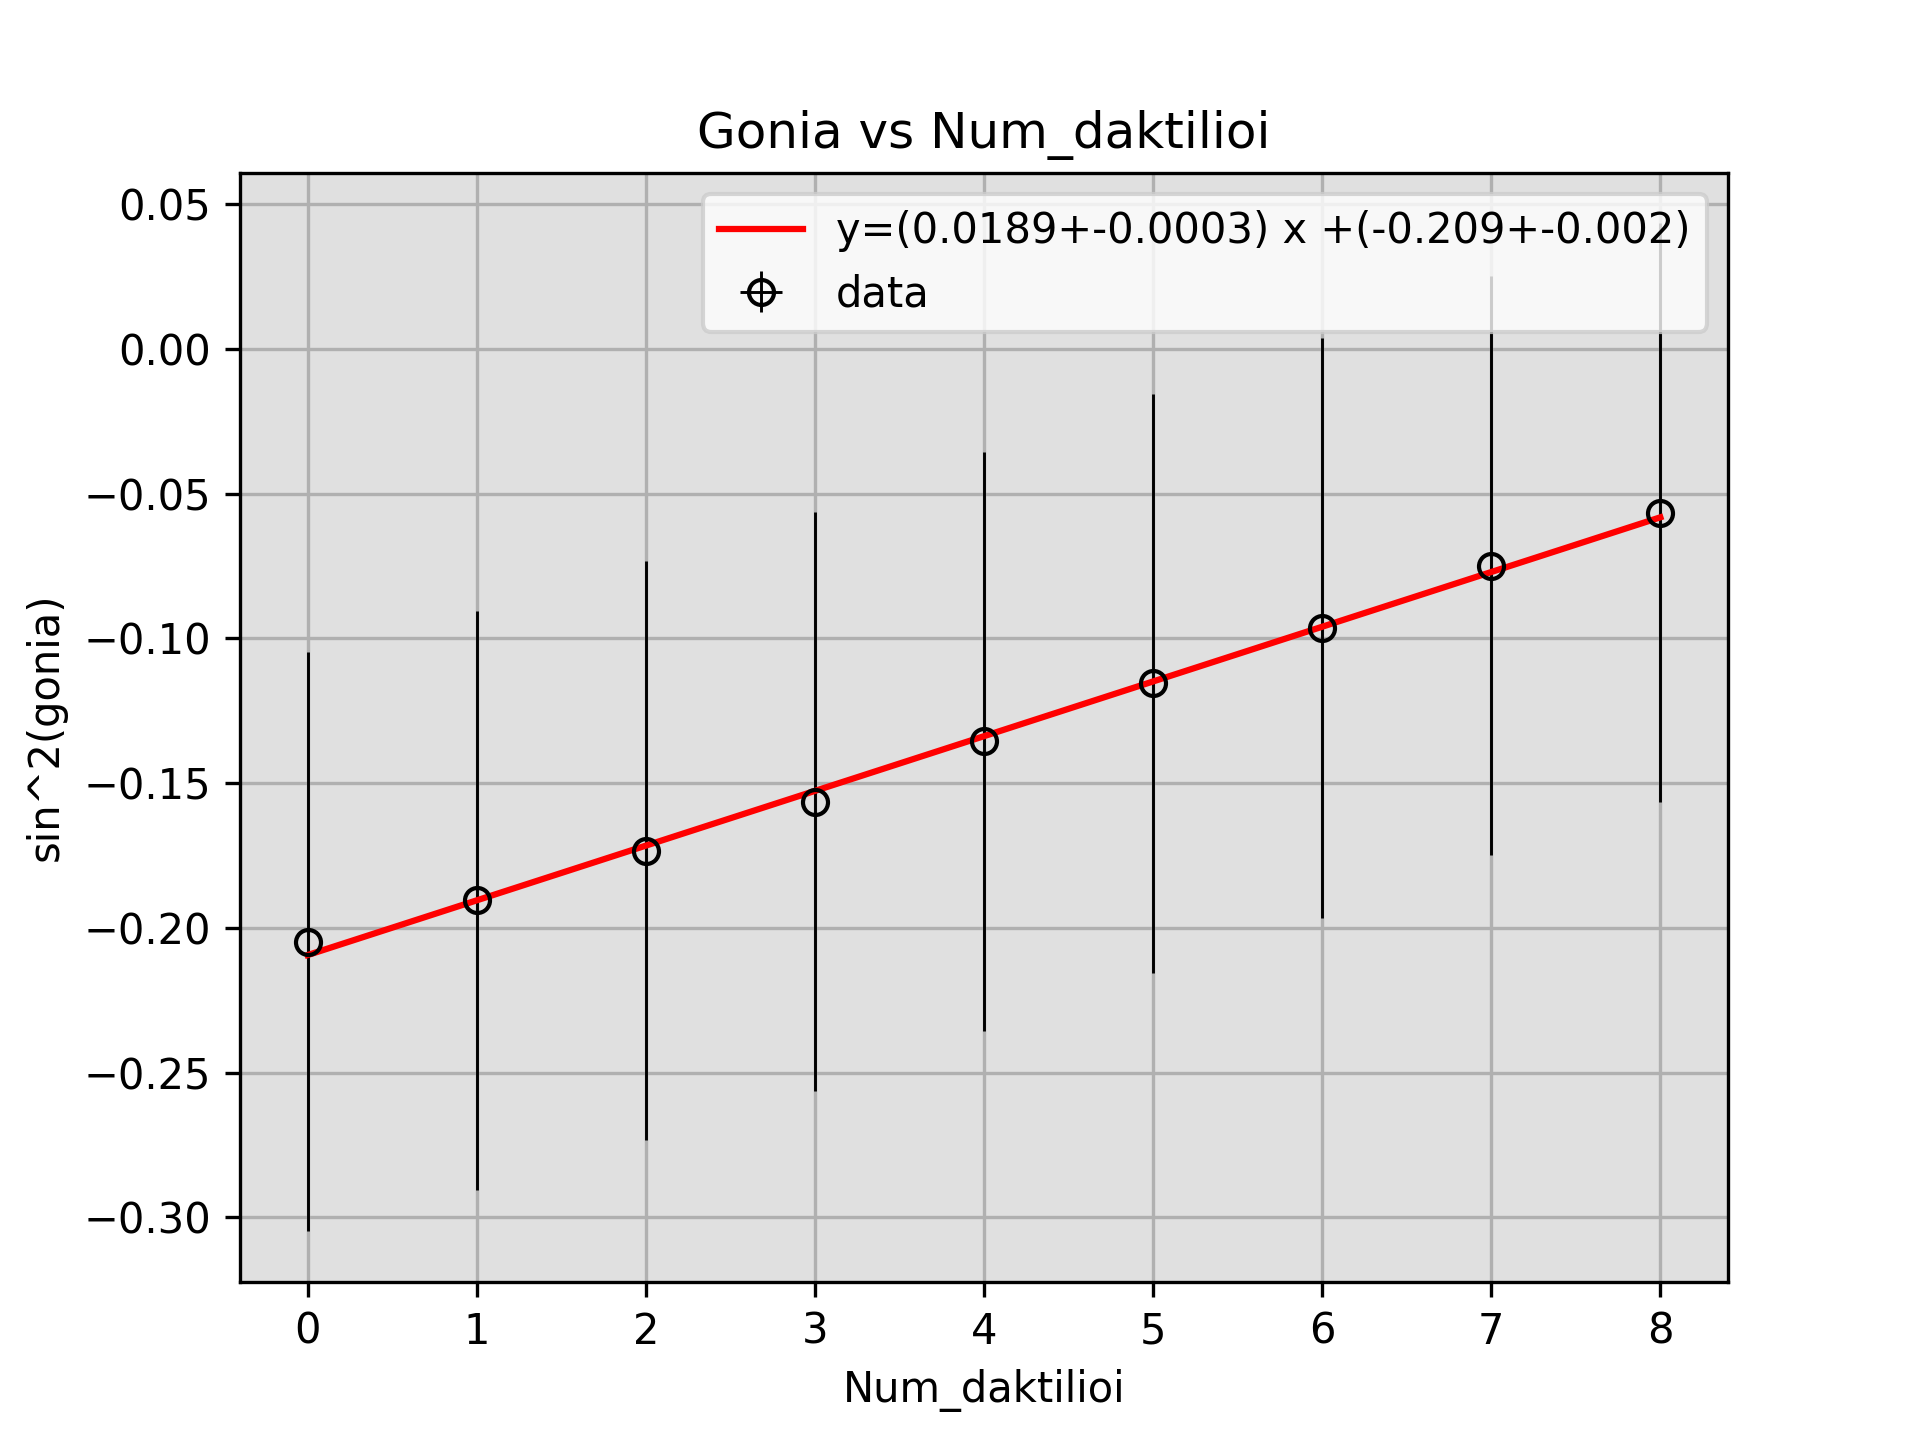 Gonia vs Num_daktilioi
y=(0.0189+-0.0003) x +(-0.209+-0.002)
data
0.05
0.00
−0.05
−0.10
−0.15
−0.20
−0.25
−0.30
sin^2(gonia)
0 1 2 3 4 5 6 7 8
Num_daktilioi